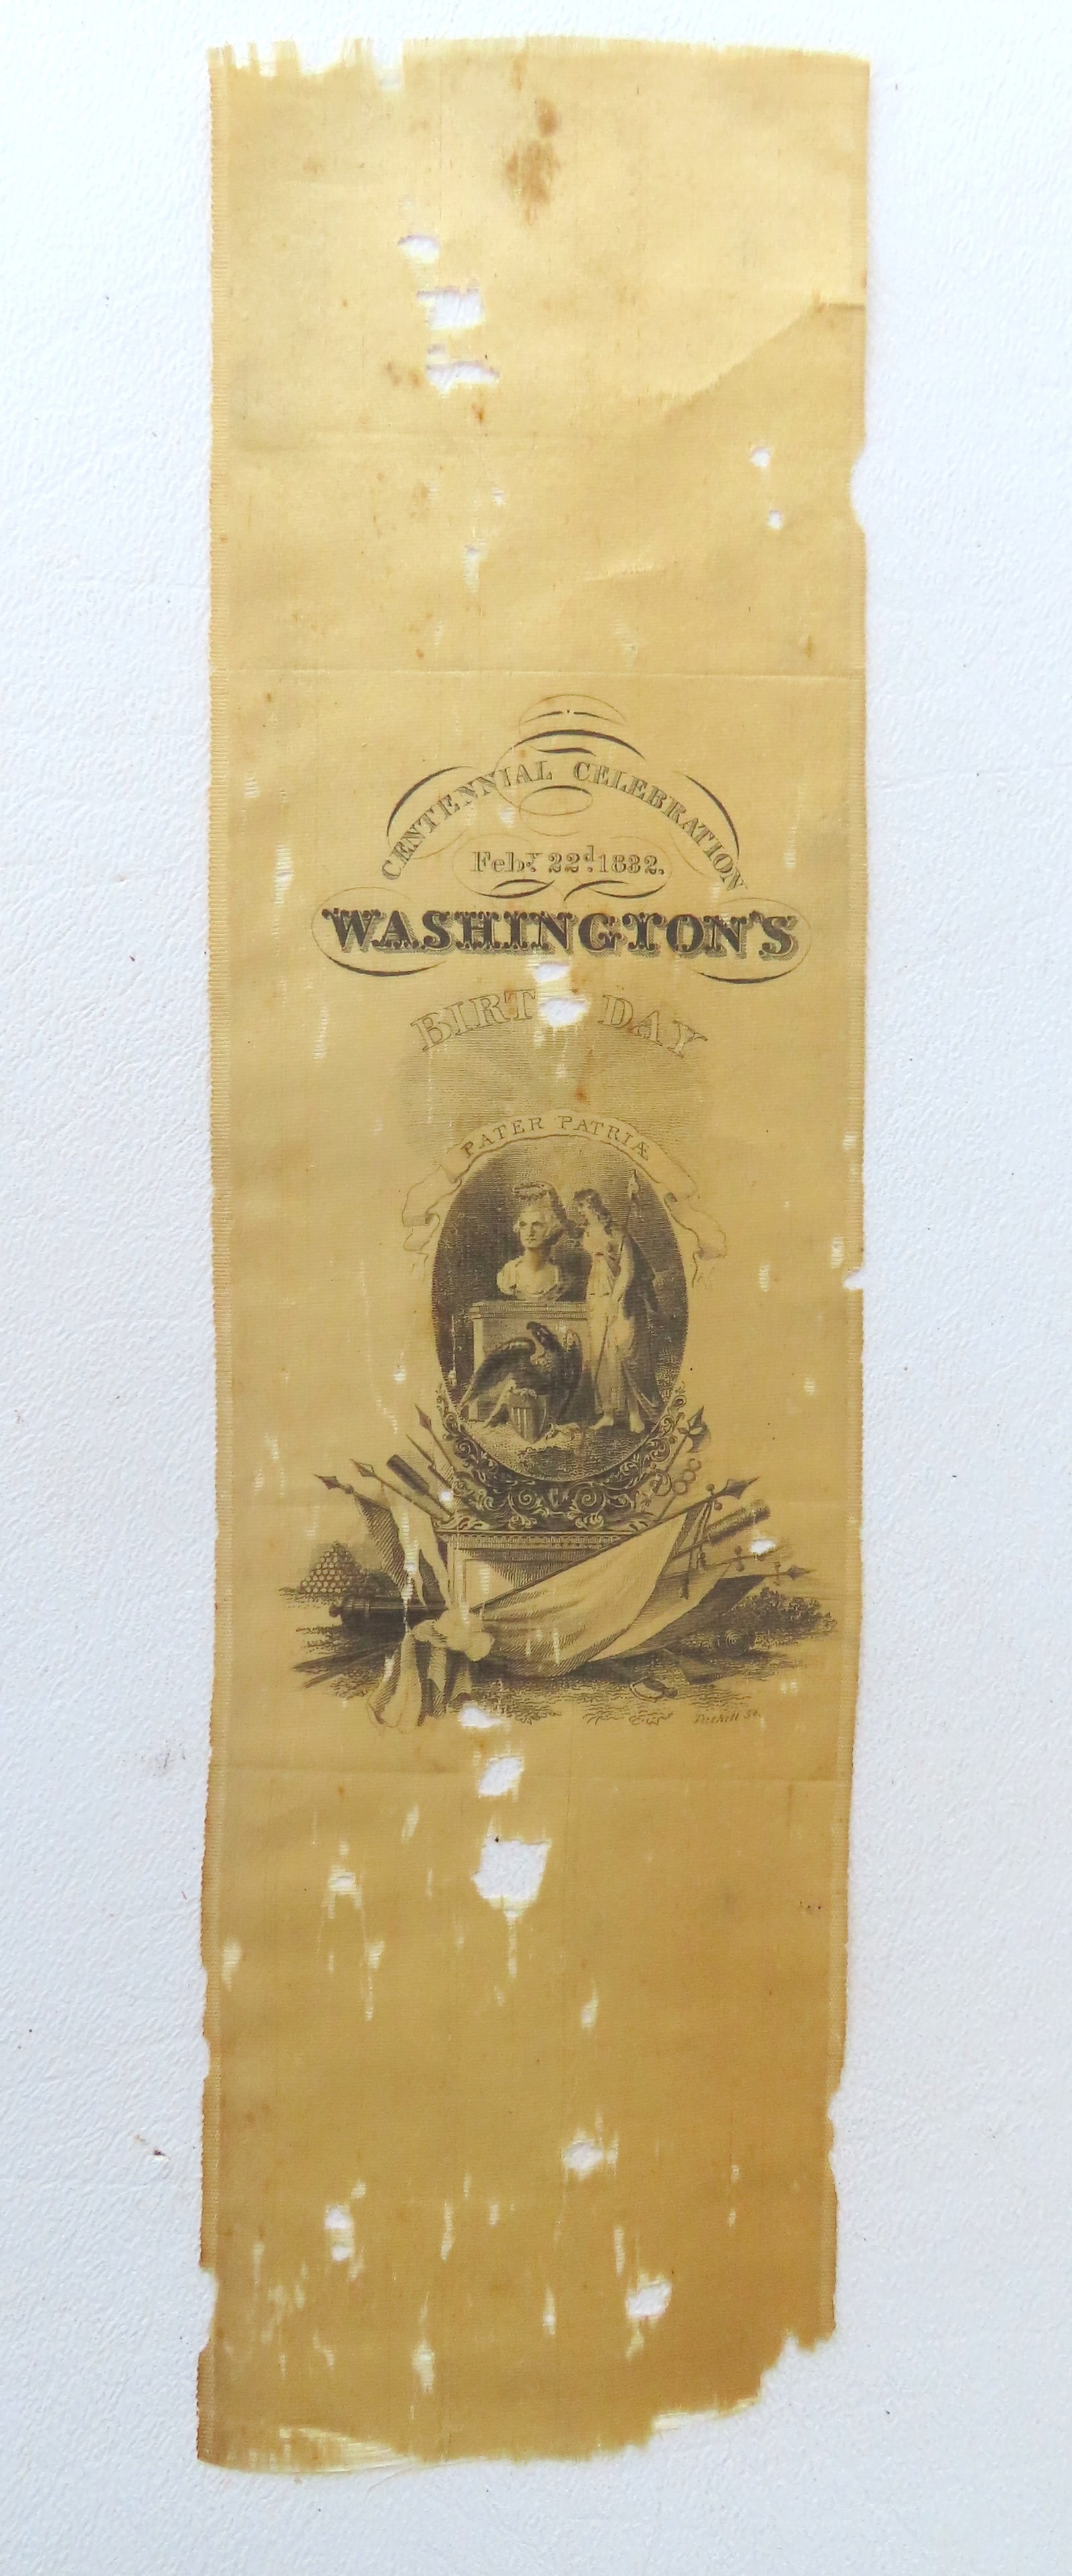 CENTENNIAL CELEBRATION
Feby 22d 1832.
WASHINGTON'S
BIRT DAY
PATER PATRIÆ